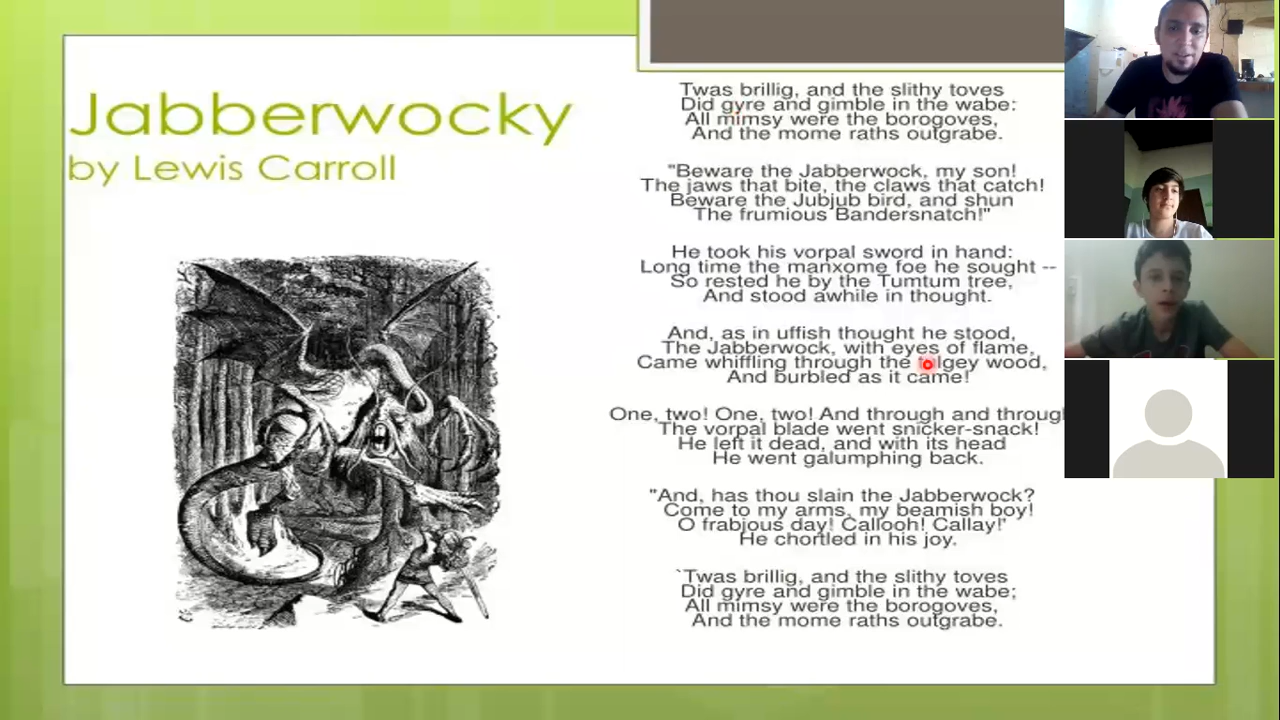 Jabberwocky
by Lewis Carroll
Twas brillig, and the slithy toves
Did gyre and gimble in the wabe:
All mimsy were the borogoves,
And the mome raths outgrabe.
"Beware the Jabberwock, my son!
The jaws that bite, the claws that catch!
Beware the Jubjub bird, and shun
The frumious Bandersnatch!"
He took his vorpal sword in hand:
Long time the manxome foe he sought --
So rested he by the Tumtum tree,
And stood awhile in thought.
And, as in uffish thought he stood,
The Jabberwock, with eyes of flame,
Came whiffling through the tulgey wood,
And burbled as it came!
One, two! One, two! And through and through
The vorpal blade went snicker-snack!
He left it dead, and with its head
He went galumphing back.
"And, has thou slain the Jabberwock?
Come to my arms, my beamish boy!
O frabjous day! Callooh! Callay!'
He chortled in his joy.
`Twas brillig, and the slithy toves
Did gyre and gimble in the wabe;
All mimsy were the borogoves,
And the mome raths outgrabe.